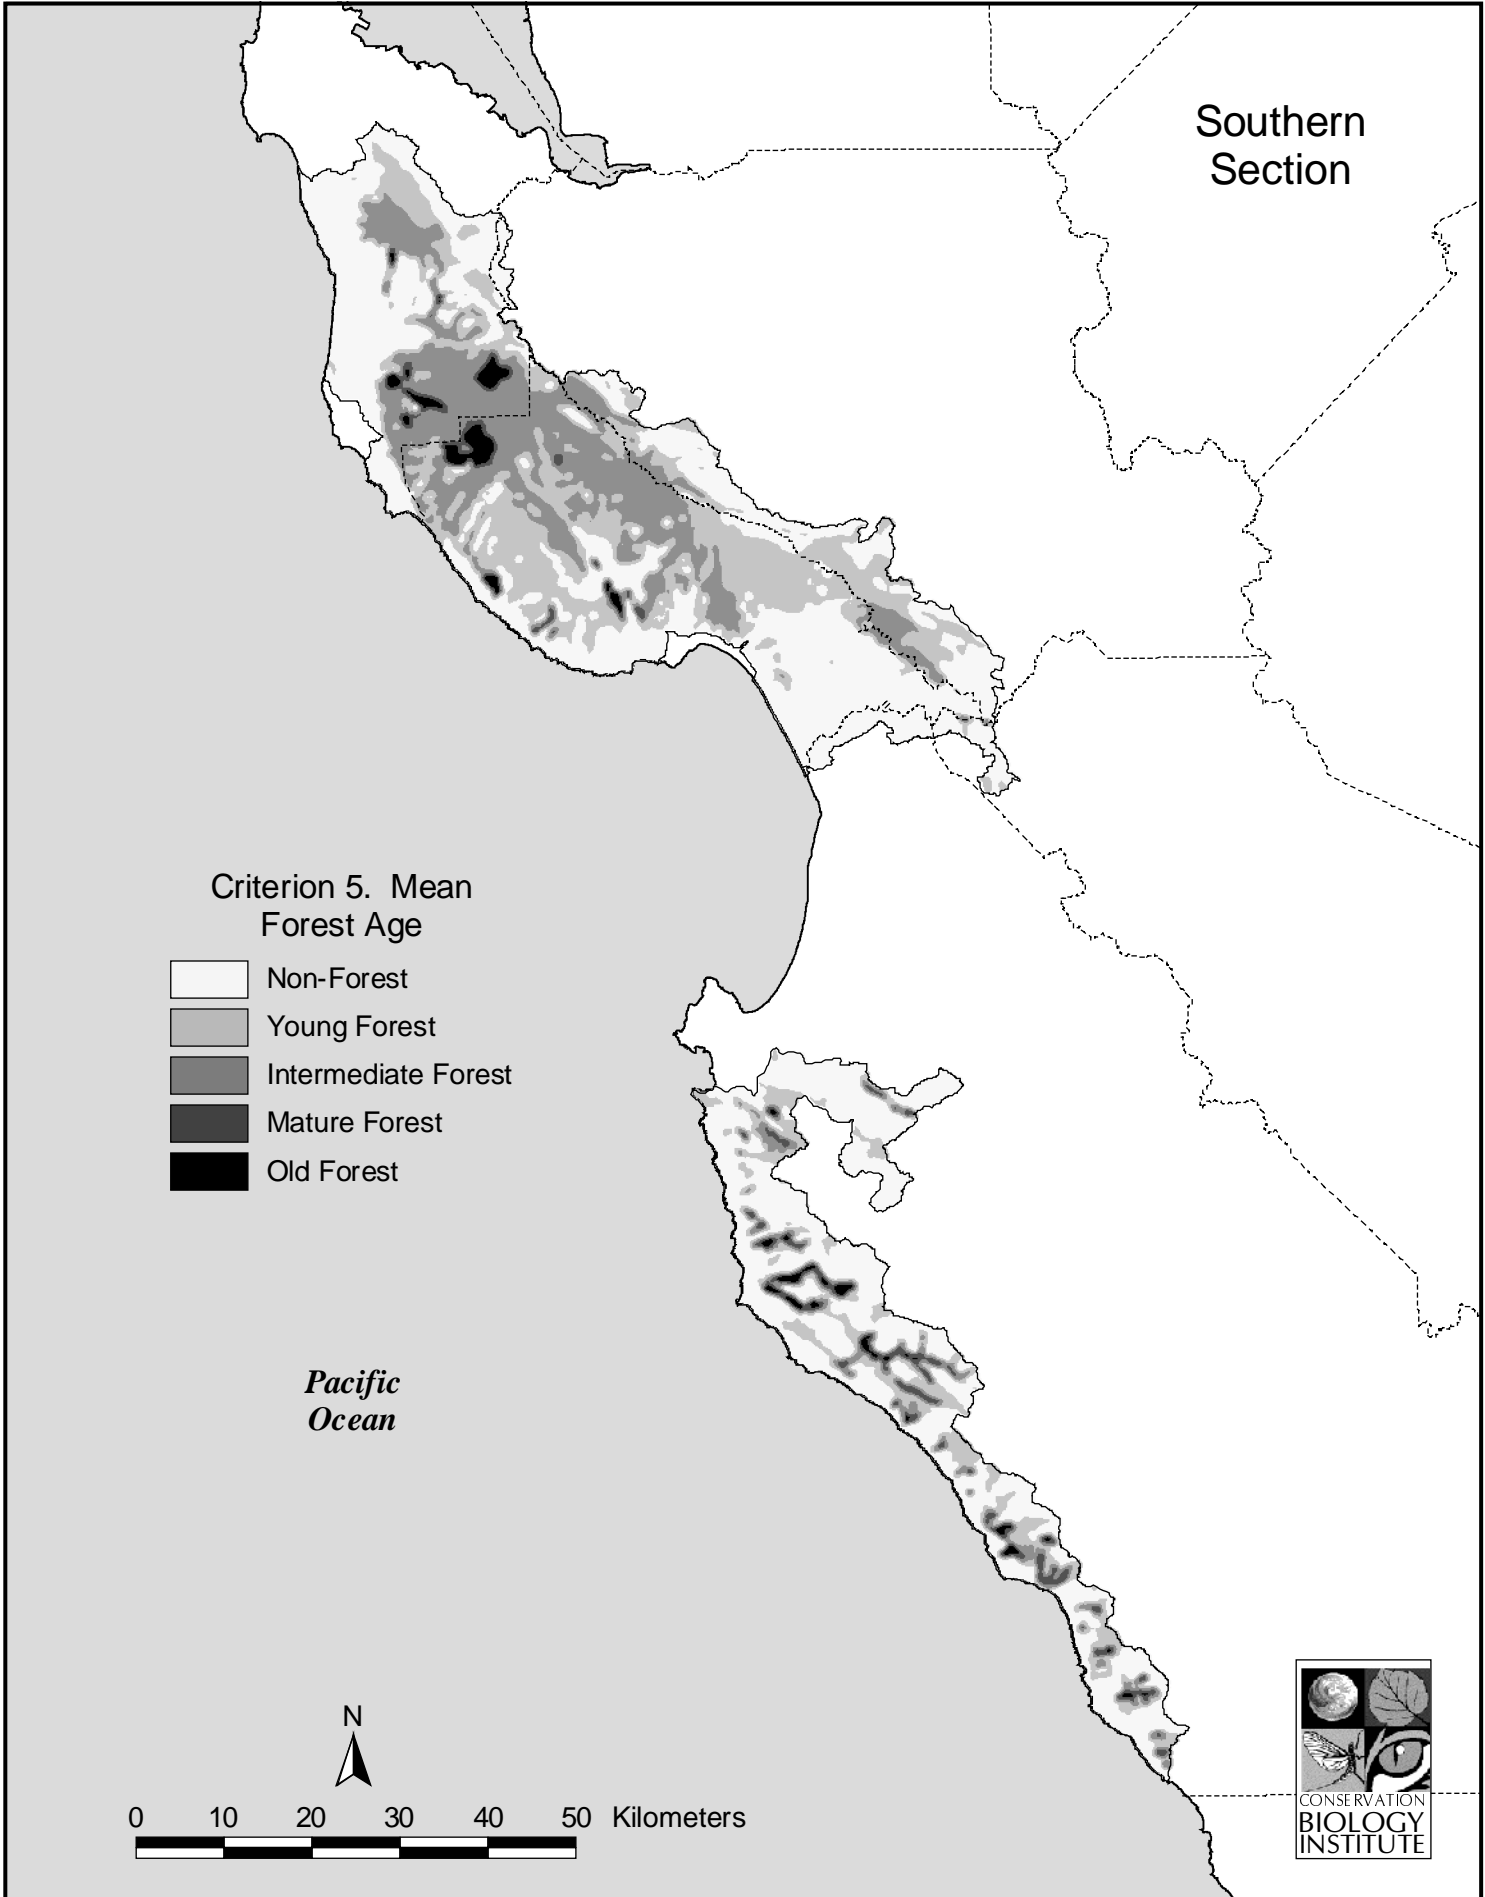 Southern
Section
Criterion 5. Mean
Forest Age
Non-Forest
Young Forest
Intermediate Forest
Mature Forest
Old Forest
Pacific
Ocean
N
0 10 20 30 40 50 Kilometers
CONSERVATION
BIOLOGY
INSTITUTE